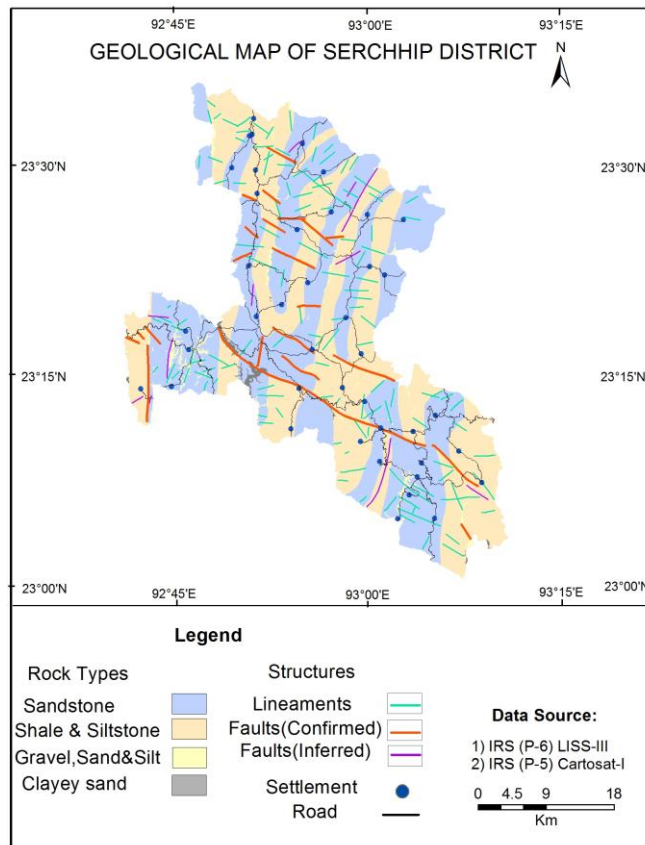 92°45'E 93°00'E 93°15'E
GEOLOGICAL MAP OF SERCHHIP DISTRICT
N
23°30'N 23°30'N
23°15'N 23°15'N
23°00'N 23°00'N
92°45'E 93°00'E 93°15'E
Legend
Rock Types
Sandstone
Shale & Siltstone
Gravel,Sand&Silt
Clayey sand
Structures
Lineaments
Faults(Confirmed)
Faults(Inferred)
Settlement
Road
Data Source:
1) IRS (P-6) LISS-III
2) IRS (P-5) Cartosat-I
0 4.5 9 18
Km